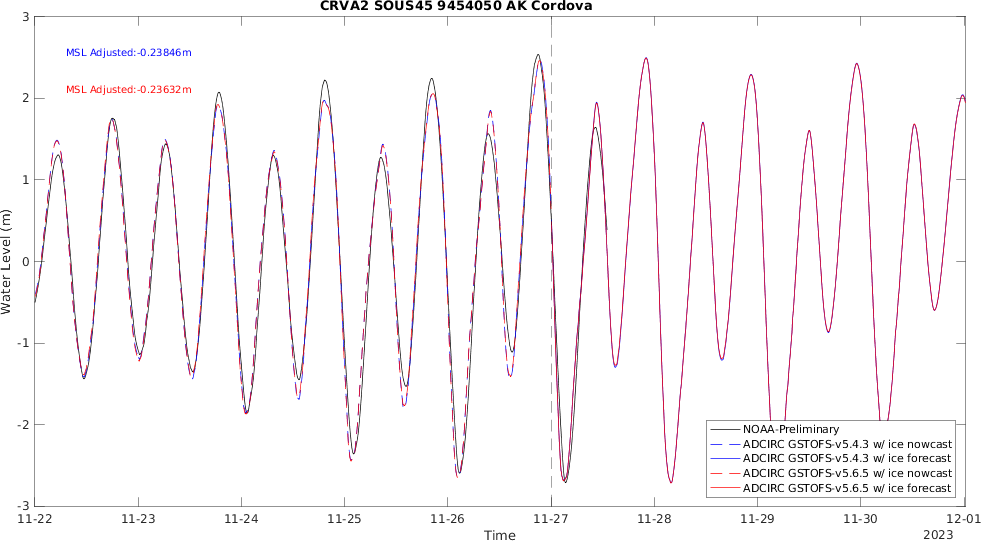 CRVA2 SOUS45 9454050 AK Cordova
MSL Adjusted:-0.23846m
MSL Adjusted:-0.23632m
Water Level (m)
3
2
1
0
-1
-2
-3
NOAA-Preliminary
ADCIRC GSTOFS-v5.4.3 w/ ice nowcast
ADCIRC GSTOFS-v5.4.3 w/ ice forecast
ADCIRC GSTOFS-v5.6.5 w/ ice nowcast
ADCIRC GSTOFS-v5.6.5 w/ ice forecast
11-22 11-23 11-24 11-25 11-26 11-27 11-28 11-29 11-30 12-01
Time
2023